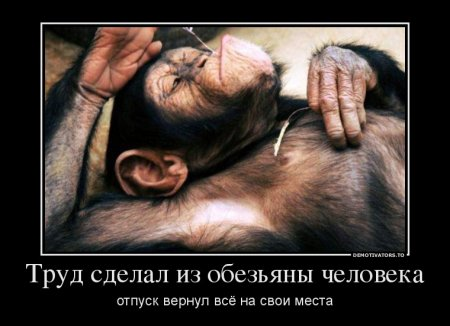 DEMOTIVATORS.TO
Труд сделал из обезьяны человека
отпуск вернул всё на свои места